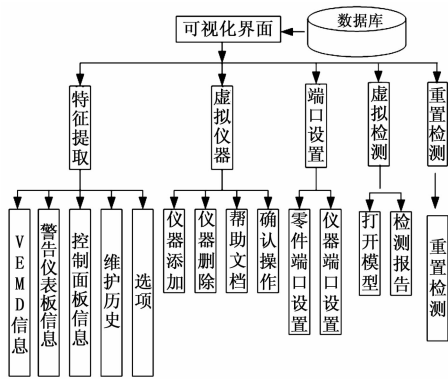 可视化界面
数据库
特征提取
虚拟仪器
端口设置
虚拟检测
重置检测
VEMD信息
警告仪表板信息
控制面板信息
维护历史
选项
仪器添加
仪器删除
帮助文档
确认操作
零件端口设置
仪器端口设置
打开模型
检测报告
重置检测